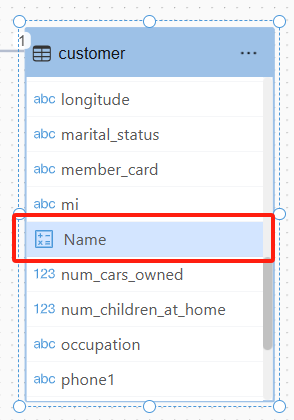 1
customer
abc longitude
abc marital_status
abc member_card
abc mi
Name
123 num_cars_owned
123 num_children_at_home
abc occupation
abc phone1